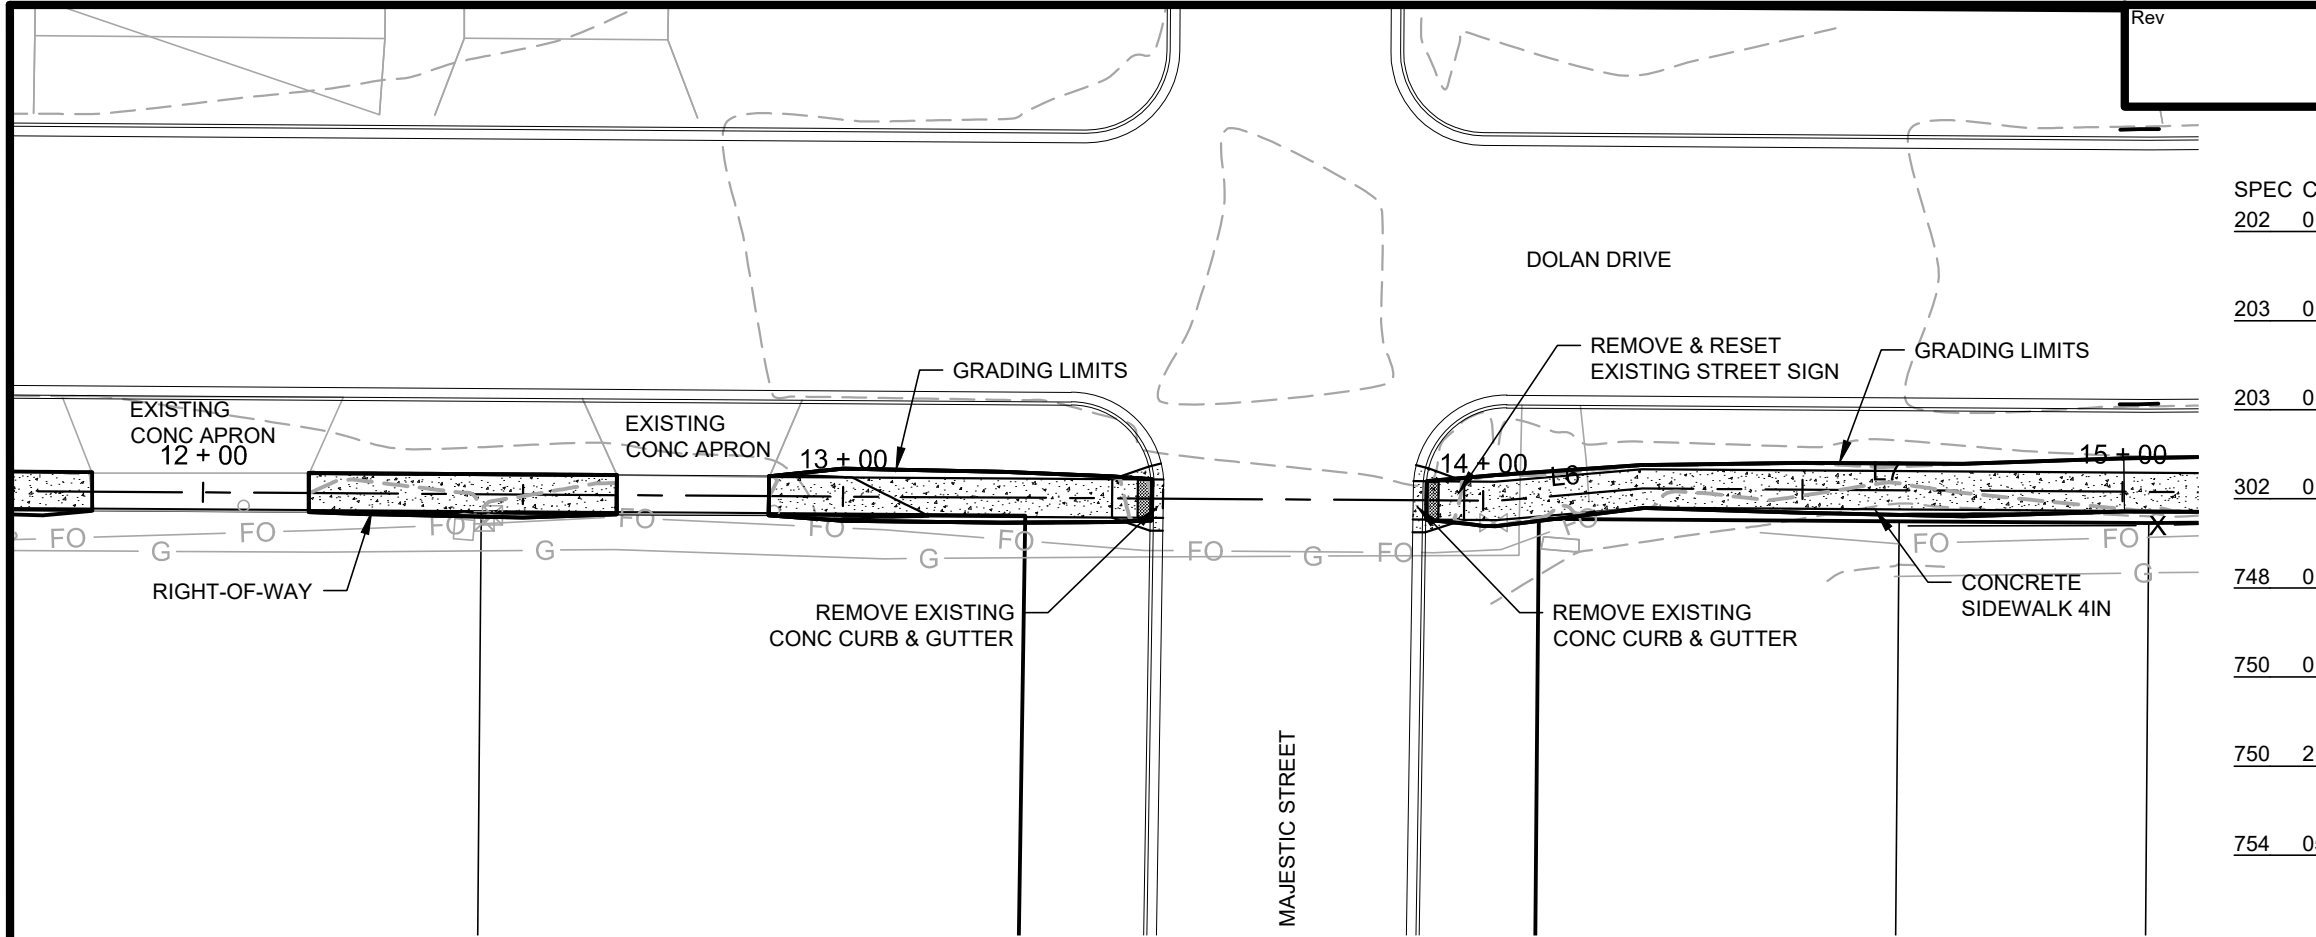 Rev
SPEC C
202 0
203 0
203 0
302 0
748 0
750 0
750 2
754 0
DOLAN DRIVE
REMOVE & RESET
EXISTING STREET SIGN
GRADING LIMITS
GRADING LIMITS
EXISTING
CONC APRON
12 + 00
EXISTING
CONC APRON
13 + 00
14 + 00
L6
L7
15 + 00
X
FO
FO
FO
FO
FO
FO
FO
FO
FO
FO
FO
G
G
G
G
G
RIGHT-OF-WAY
REMOVE EXISTING
CONC CURB & GUTTER
REMOVE EXISTING
CONC CURB & GUTTER
CONCRETE
SIDEWALK 4IN
MAJESTIC STREET